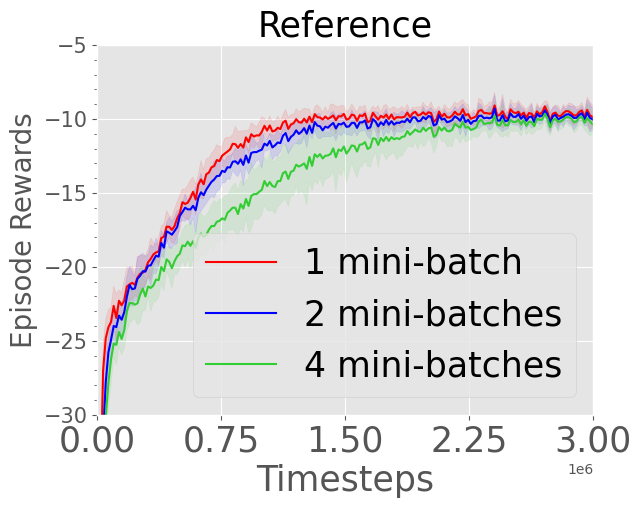 Reference
Episode Rewards
−5
−10
−15
−20
−25
−30
1 mini-batch
2 mini-batches
4 mini-batches
0.00 0.75 1.50 2.25 3.00
1e6
Timesteps